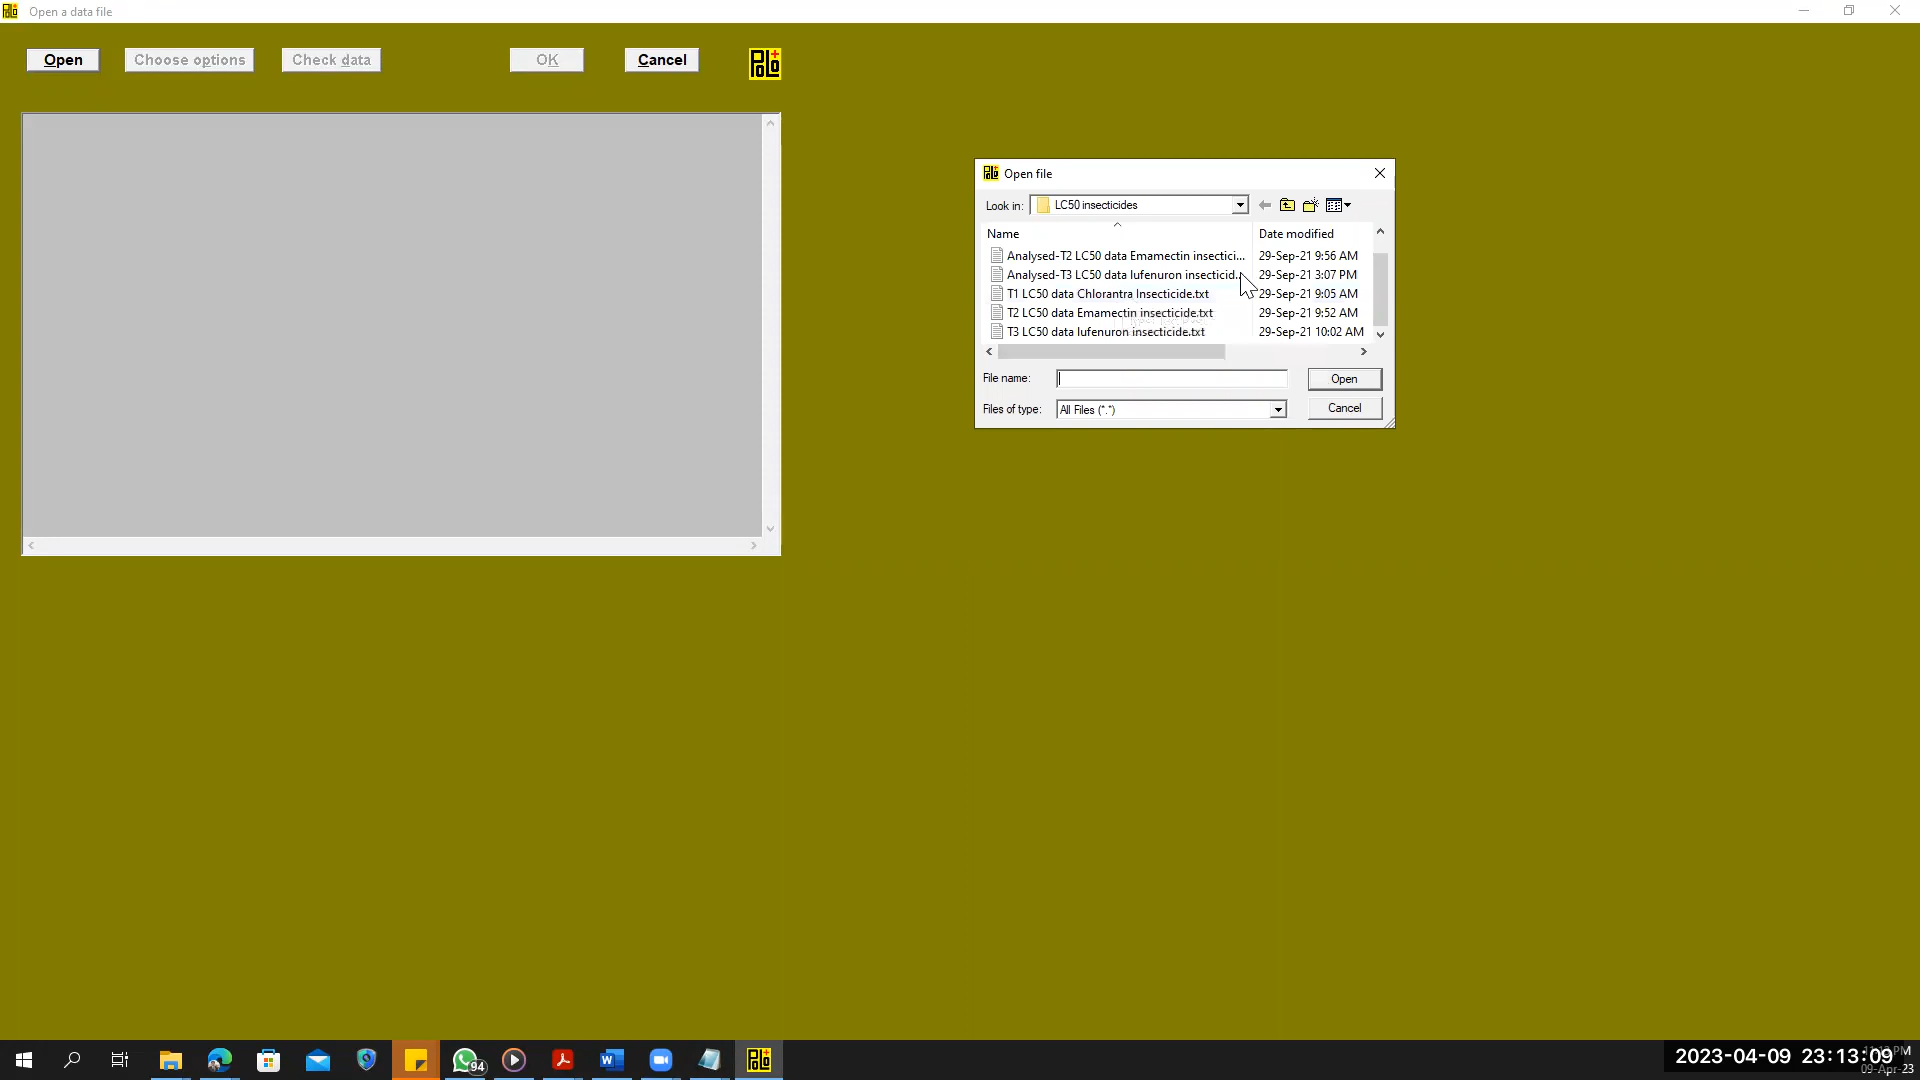 Open a data file
Open Choose options Check data OK Cancel PoLo+
Open file
Look in: LC50 insecticides
Name Date modified
Analysed-T2 LC50 data Emamectin insectici... 29-Sep-21 9:56 AM
Analysed-T3 LC50 data lufenuron insecticid... 29-Sep-21 3:07 PM
T1 LC50 data Chlorantra Insecticide.txt 29-Sep-21 9:05 AM
T2 LC50 data Emamectin insecticide.txt 29-Sep-21 9:52 AM
T3 LC50 data lufenuron insecticide.txt 29-Sep-21 10:02 AM
File name: Open
Files of type: All Files (*.*) Cancel
94
2023-04-09 23:13:09 PM
09-Apr-23